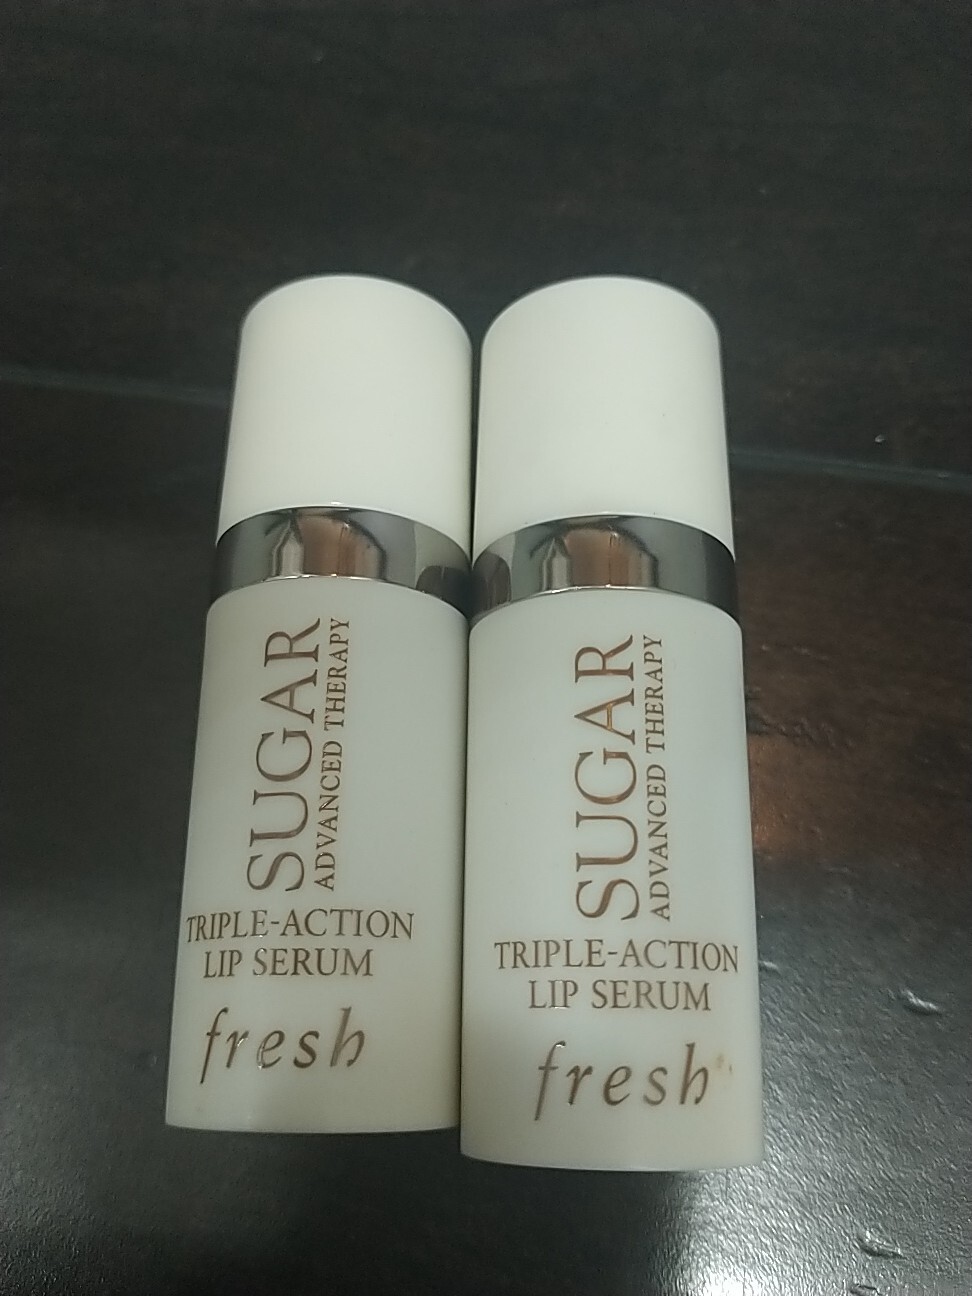 SUGAR
ADVANCED THERAPY
TRIPLE-ACTION
LIP SERUM
fresh
SUGAR
ADVANCED THERAPY
TRIPLE-ACTION
LIP SERUM
fresh